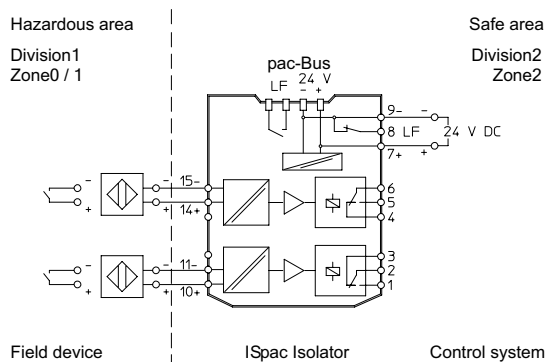 Hazardous area
Safe area
Division1
Zone0 / 1
Division2
Zone2
pac-Bus
LF 24 V
- +
9- -
8 LF 24 V DC
7+ +
- - 15-
+ + 14+
6
5
4
- - 11-
+ + 10+
3
2
1
Field device
ISpac Isolator
Control system